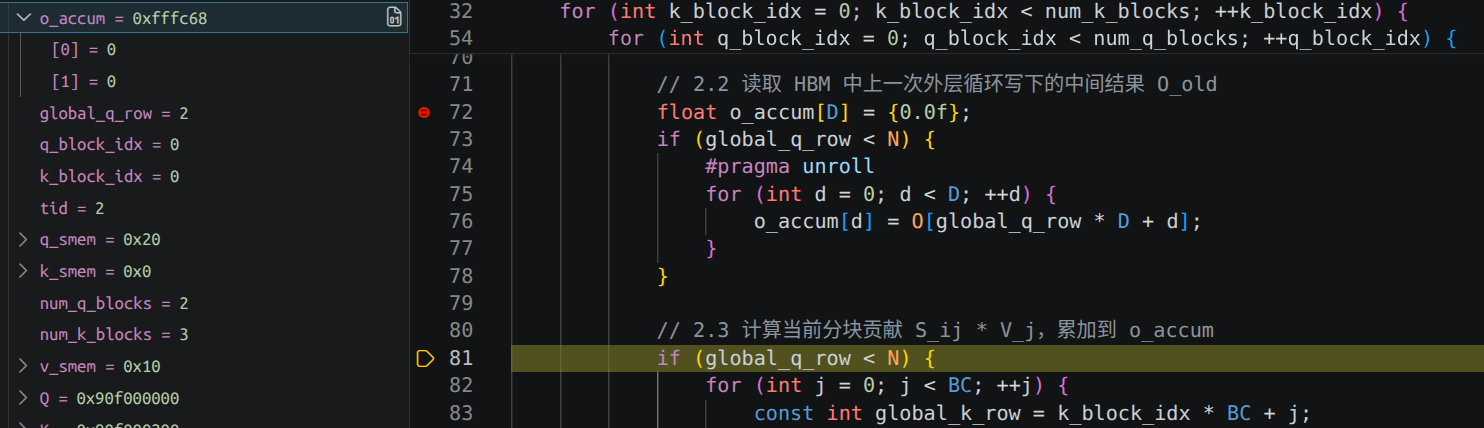 o_accum = 0xfffc68
[0] = 0
[1] = 0
global_q_row = 2
q_block_idx = 0
k_block_idx = 0
tid = 2
q_smem = 0x20
k_smem = 0x0
num_q_blocks = 2
num_k_blocks = 3
v_smem = 0x10
Q = 0x90f000000
32 for (int k_block_idx = 0; k_block_idx < num_k_blocks; ++k_block_idx) {
54 for (int q_block_idx = 0; q_block_idx < num_q_blocks; ++q_block_idx) {
70
71 // 2.2 读取 HBM 中上一次外层循环写下的中间结果 O_old
72 float o_accum[D] = {0.0f};
73 if (global_q_row < N) {
74 #pragma unroll
75 for (int d = 0; d < D; ++d) {
76 o_accum[d] = O[global_q_row * D + d];
77 }
78 }
79
80 // 2.3 计算当前分块贡献 S_ij * V_j，累加到 o_accum
81 if (global_q_row < N) {
82 for (int j = 0; j < BC; ++j) {
83 const int global_k_row = k_block_idx * BC + j;